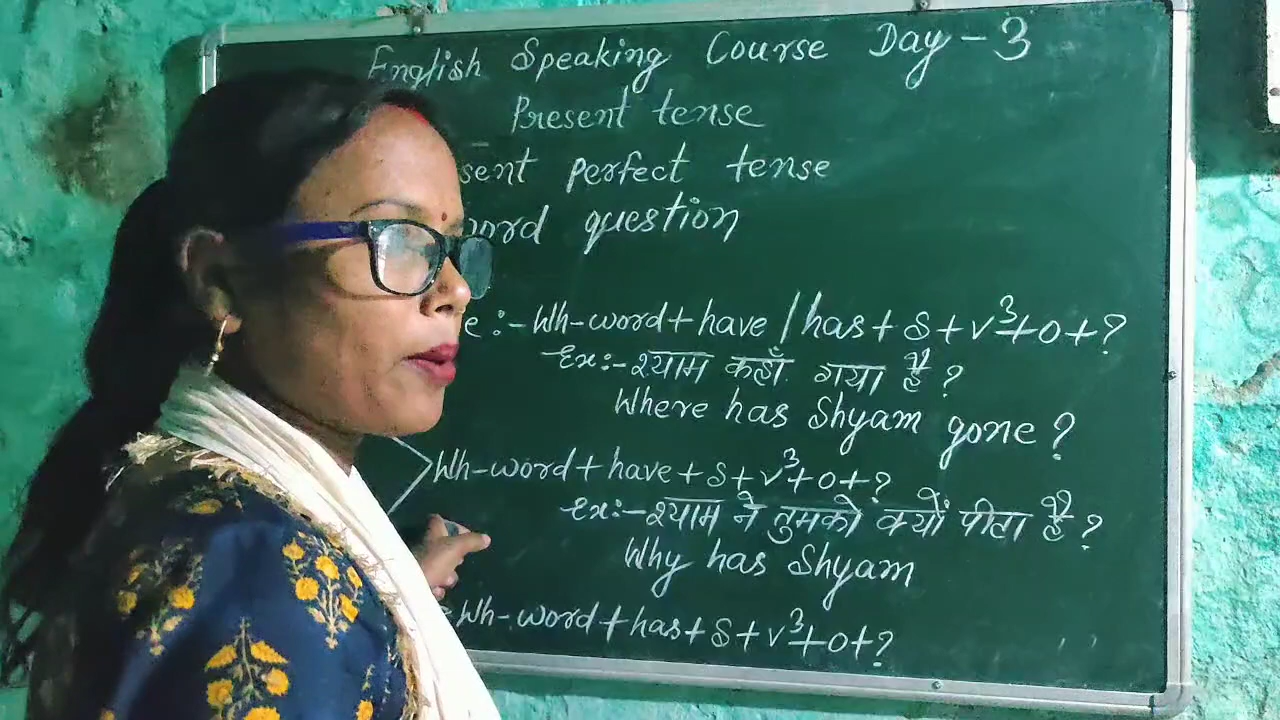 English Speaking Course Day-3
Present tense
sent perfect tense
word question
e :- Wh-word + have / has + S + V³ + O + ?
Ex:- श्याम कहाँ गया है ?
Where has Shyam gone ?
Wh-word + have + S + V³ + O + ?
Ex:- श्याम ने तुमको क्यों पीटा है ?
Why has Shyam
Wh-word + has + S + V³ + O + ?